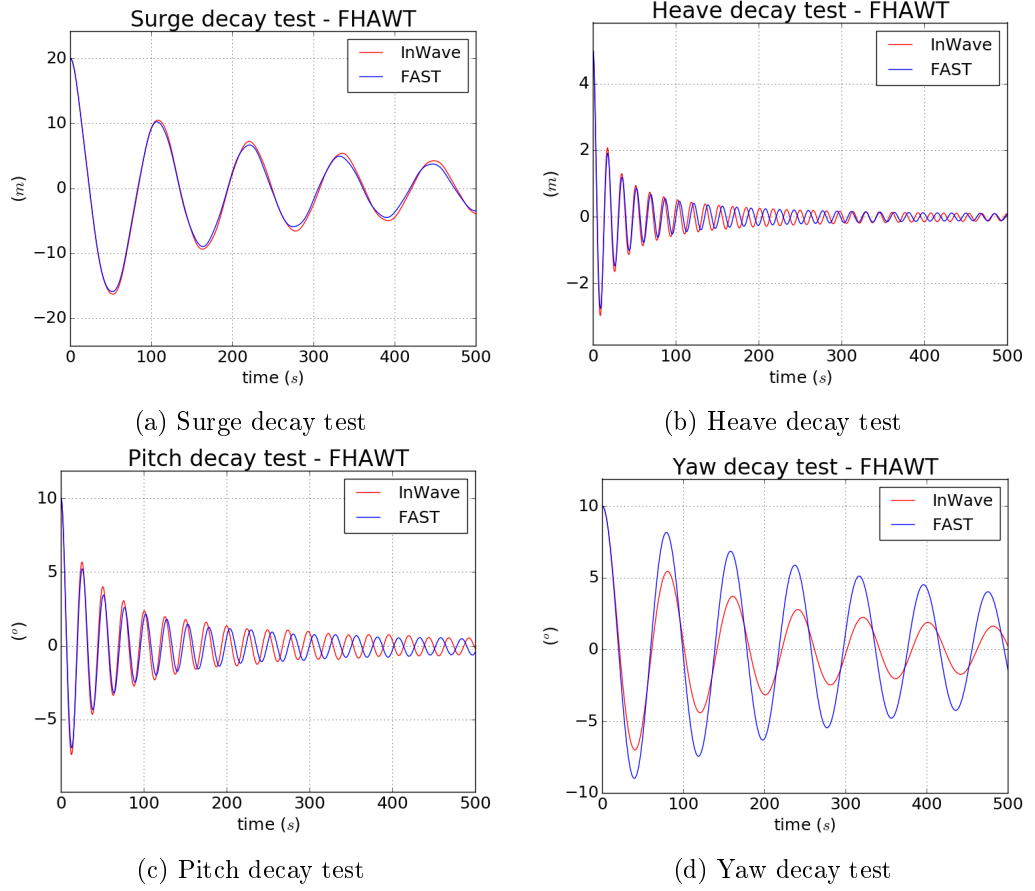 Surge decay test - FHAWT
InWave
FAST
20
10
0
−10
−20
(m)
0 100 200 300 400 500
time (s)
(a) Surge decay test
Heave decay test - FHAWT
InWave
FAST
4
2
0
−2
(m)
0 100 200 300 400 500
time (s)
(b) Heave decay test
Pitch decay test - FHAWT
InWave
FAST
10
5
0
−5
(°)
0 100 200 300 400 500
time (s)
(c) Pitch decay test
Yaw decay test - FHAWT
InWave
FAST
10
5
0
−5
−10
(°)
0 100 200 300 400 500
time (s)
(d) Yaw decay test